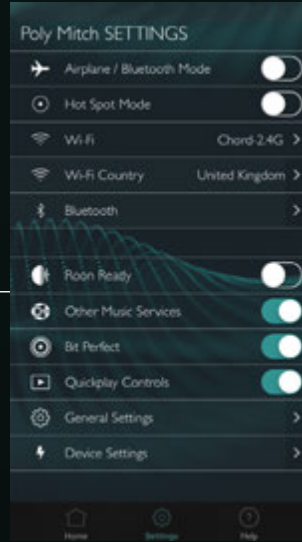 Poly Mitch SETTINGS
Airplane / Bluetooth Mode
Hot Spot Mode
Wi-Fi Chord-2.4G
Wi-Fi Country United Kingdom
Bluetooth
Roon Ready
Other Music Services
Bit Perfect
Quickplay Controls
General Settings
Device Settings
Home Settings Help